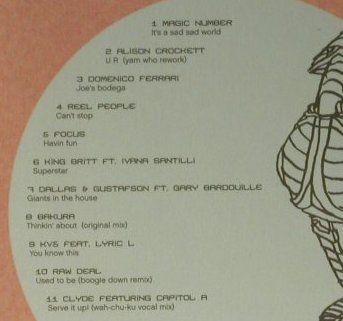 1 MAGIC NUMBER
It's a sad sad world
2 ALISON CROCKETT
U R (yam who rework)
3 DOMENICO FERRARI
Joe's bodega
4 REEL PEOPLE
Can't stop
5 FOCUS
Havin fun
6 KING BRITT FT. IVANA SANTILLI
Superstar
7 DALLAS & GUSTAFSON FT. GARY BARDOUILLE
Giants in the house
8 BAKURA
Thinkin' about (original mix)
9 KV5 FEAT. LYRIC L
You know this
10 RAW DEAL
Used to be (boogie down remix)
11 CLYDE FEATURING CAPITOL A
Serve it up! (wah-chu-ku vocal mix)